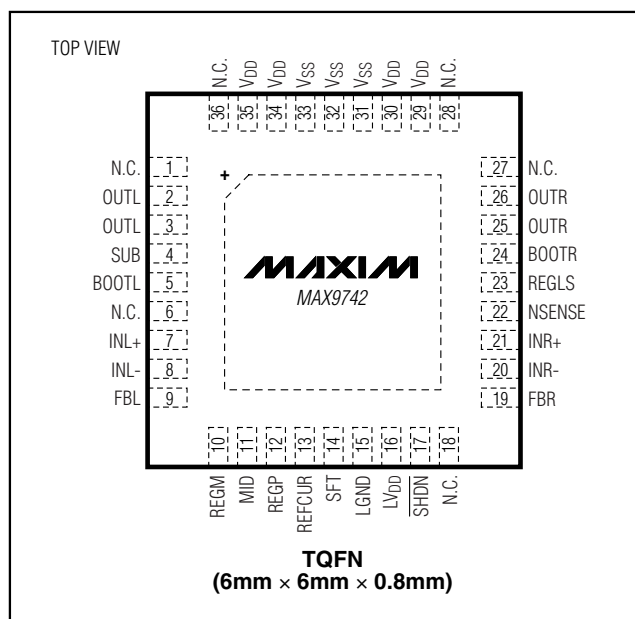 TOP VIEW
N.C. VDD VDD VSS VSS VSS VDD VDD N.C.
36 35 34 33 32 31 30 29 28
N.C. 1
OUTL 2
OUTL 3
SUB 4
BOOTL 5
N.C. 6
INL+ 7
INL- 8
FBL 9
+
MAXIM
MAX9742
27 N.C.
26 OUTR
25 OUTR
24 BOOTR
23 REGLS
22 NSENSE
21 INR+
20 INR-
19 FBR
10 11 12 13 14 15 16 17 18
REGM MID REGP REFCUR SFT LGND LVDD SHDN N.C.
TQFN
(6mm × 6mm × 0.8mm)